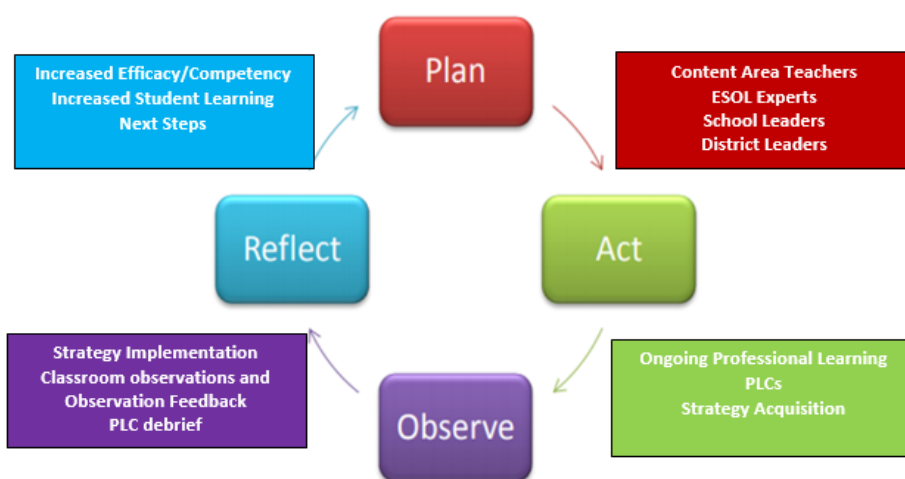 Plan
Increased Efficacy/Competency
Increased Student Learning
Next Steps
Content Area Teachers
ESOL Experts
School Leaders
District Leaders
Reflect
Act
Strategy Implementation
Classroom observations and
Observation Feedback
PLC debrief
Ongoing Professional Learning
PLCs
Strategy Acquisition
Observe